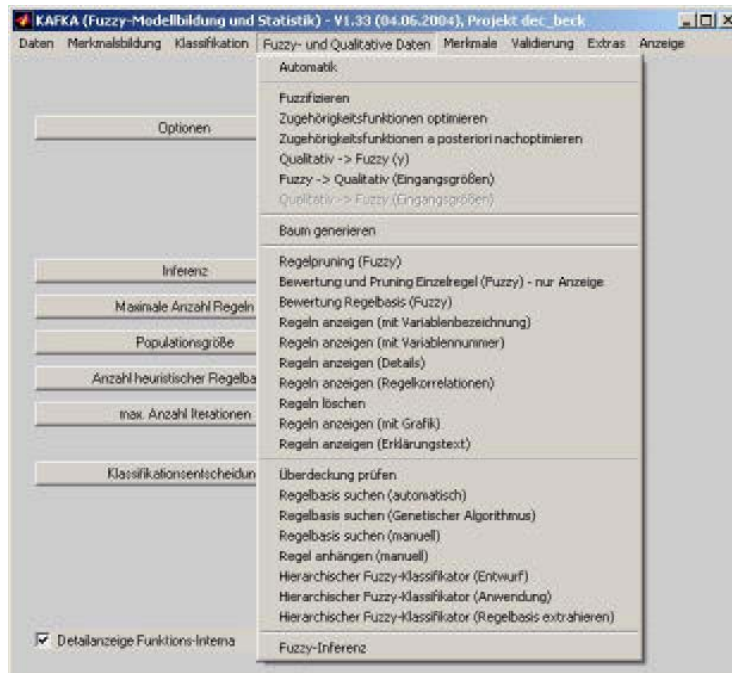 KAFKA (Fuzzy-Modellbildung und Statistik) - V1.33 (04.06.2004), Projekt dec_beck
Daten Merkmalsbildung Klassifikation Fuzzy- und Qualitative Daten Merkmale Validierung Extras Anzeige
Automatik
Fuzzifizieren
Zugehörigkeitsfunktionen optimieren
Zugehörigkeitsfunktionen a posteriori nachoptimieren
Qualitativ -> Fuzzy (y)
Fuzzy -> Qualitativ (Eingangsgrößen)
Qualitativ -> Fuzzy (Eingangsgrößen)
Baum generieren
Regelpruning (Fuzzy)
Bewertung und Pruning Einzelregel (Fuzzy) - nur Anzeige
Bewertung Regelbasis (Fuzzy)
Regeln anzeigen (mit Variablenbezeichnung)
Regeln anzeigen (mit Variablennummer)
Regeln anzeigen (Details)
Regeln anzeigen (Regelkorrelationen)
Regeln löschen
Regeln anzeigen (mit Grafik)
Regeln anzeigen (Erklärungstext)
Überdeckung prüfen
Regelbasis suchen (automatisch)
Regelbasis suchen (Genetischer Algorithmus)
Regelbasis suchen (manuell)
Regel anhängen (manuell)
Hierarchischer Fuzzy-Klassifikator (Entwurf)
Hierarchischer Fuzzy-Klassifikator (Anwendung)
Hierarchischer Fuzzy-Klassifikator (Regelbasis extrahieren)
Fuzzy-Inferenz
Optionen
Inferenz
Maximale Anzahl Regeln
Populationsgröße
Anzahl heuristischer Regelba
max. Anzahl Iterationen
Klassifikationsentscheidun
Detailanzeige Funktions-Interna